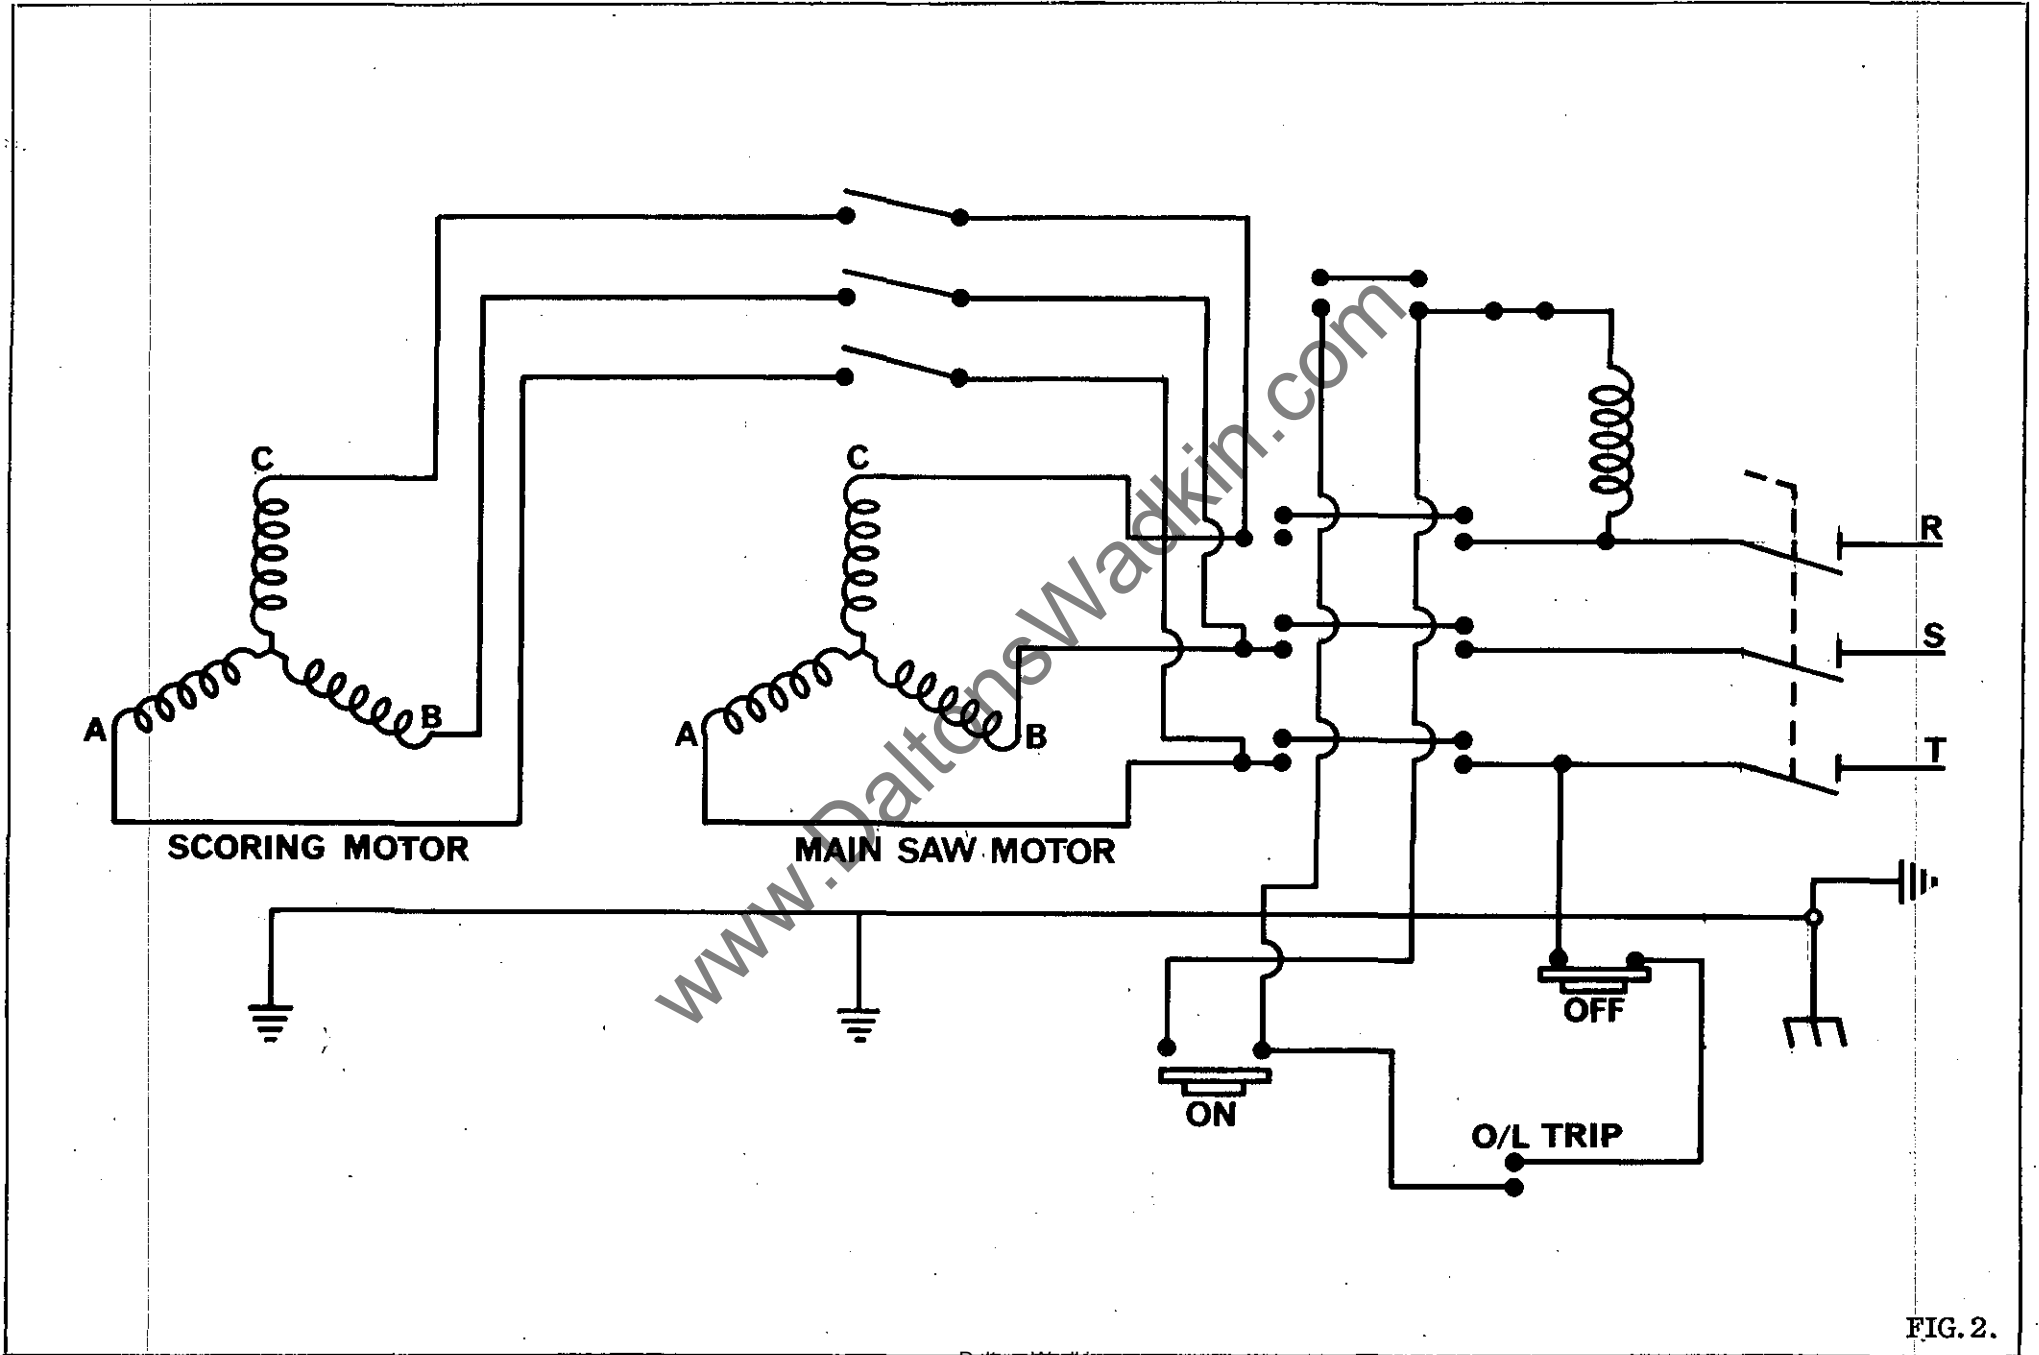 C
C
R
S
A
B
A
B
T
SCORING MOTOR
MAIN SAW MOTOR
www.DaltonsWadkin.com
OFF
ON
O/L TRIP
FIG. 2.